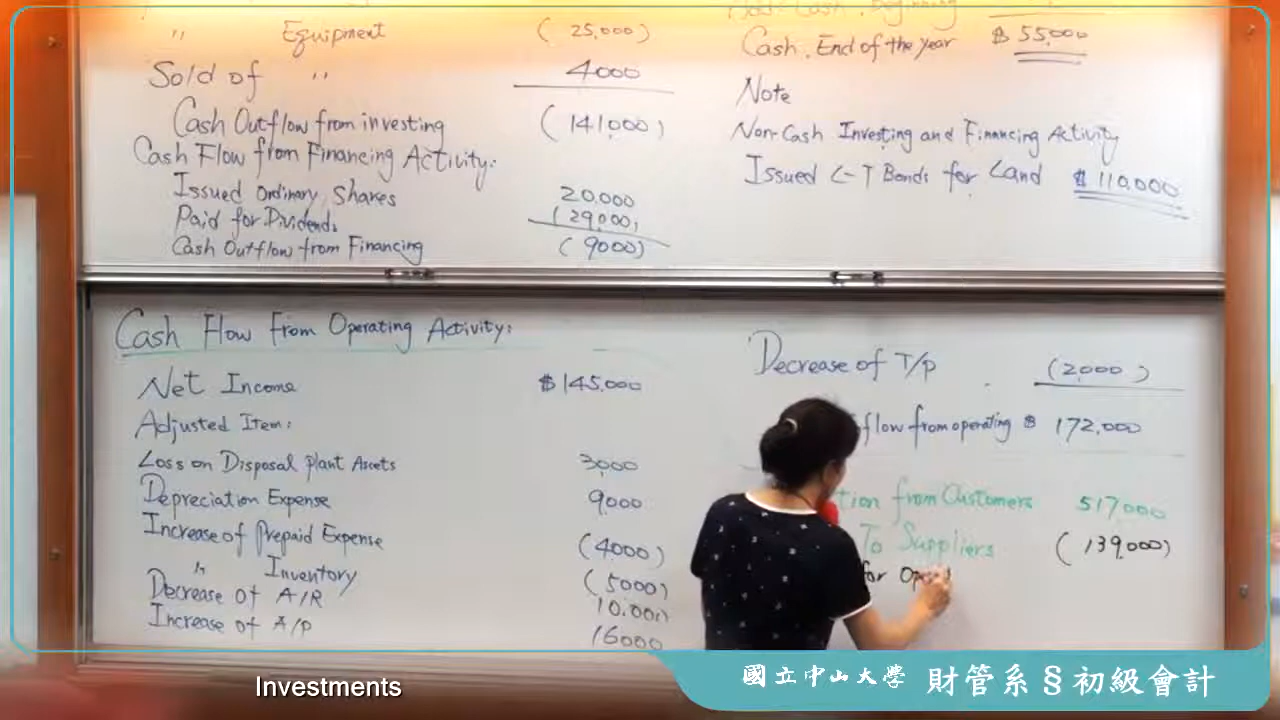 " Equipment (25,000)
Sold of " 4000
Cash Outflow from investing (141,000)
Cash Flow from Financing Activity:
Issued Ordinary Shares 20,000
Paid for Dividends (29,000)
Cash Outflow from Financing (9000)
Cash, Beginning
Cash, End of the year $ 55,000
Note
Non-Cash Investing and Financing Activity
Issued L-T Bonds for Land $ 110,000
Cash Flow From Operating Activity:
Net Income $145,000
Adjusted Item:
Loss on Disposal plant Assets 3000
Depreciation Expense 9000
Increase of Prepaid Expense (4000)
" Inventory (5000)
Decrease of A/R 10,000
Increase of A/P 16000
Decrease of T/P (2,000)
flow from operating $ 172,000
tion from Customers 517,000
To Suppliers (139,000)
for Ope
國立中山大學 財管系§初級會計
Investments